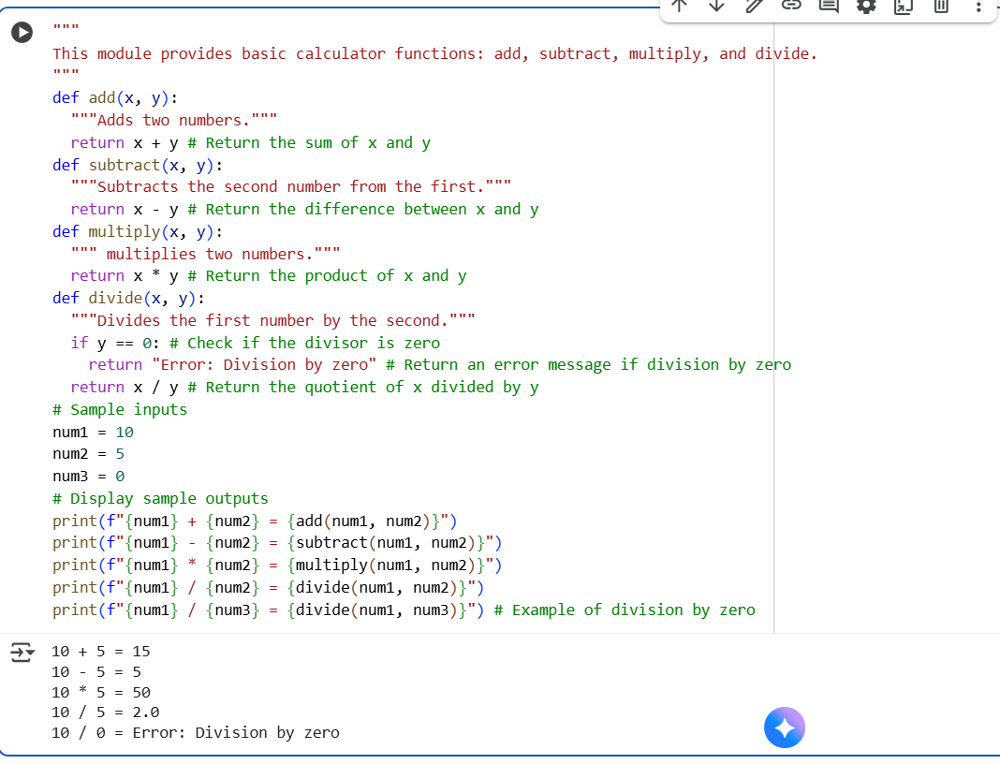 """
This module provides basic calculator functions: add, subtract, multiply, and divide.
"""
def add(x, y):
  """Adds two numbers."""
  return x + y # Return the sum of x and y
def subtract(x, y):
  """Subtracts the second number from the first."""
  return x - y # Return the difference between x and y
def multiply(x, y):
  """ multiplies two numbers."""
  return x * y # Return the product of x and y
def divide(x, y):
  """Divides the first number by the second."""
  if y == 0: # Check if the divisor is zero
    return "Error: Division by zero" # Return an error message if division by zero
  return x / y # Return the quotient of x divided by y
# Sample inputs
num1 = 10
num2 = 5
num3 = 0
# Display sample outputs
print(f"{num1} + {num2} = {add(num1, num2)}")
print(f"{num1} - {num2} = {subtract(num1, num2)}")
print(f"{num1} * {num2} = {multiply(num1, num2)}")
print(f"{num1} / {num2} = {divide(num1, num2)}")
print(f"{num1} / {num3} = {divide(num1, num3)}") # Example of division by zero
10 + 5 = 15
10 - 5 = 5
10 * 5 = 50
10 / 5 = 2.0
10 / 0 = Error: Division by zero